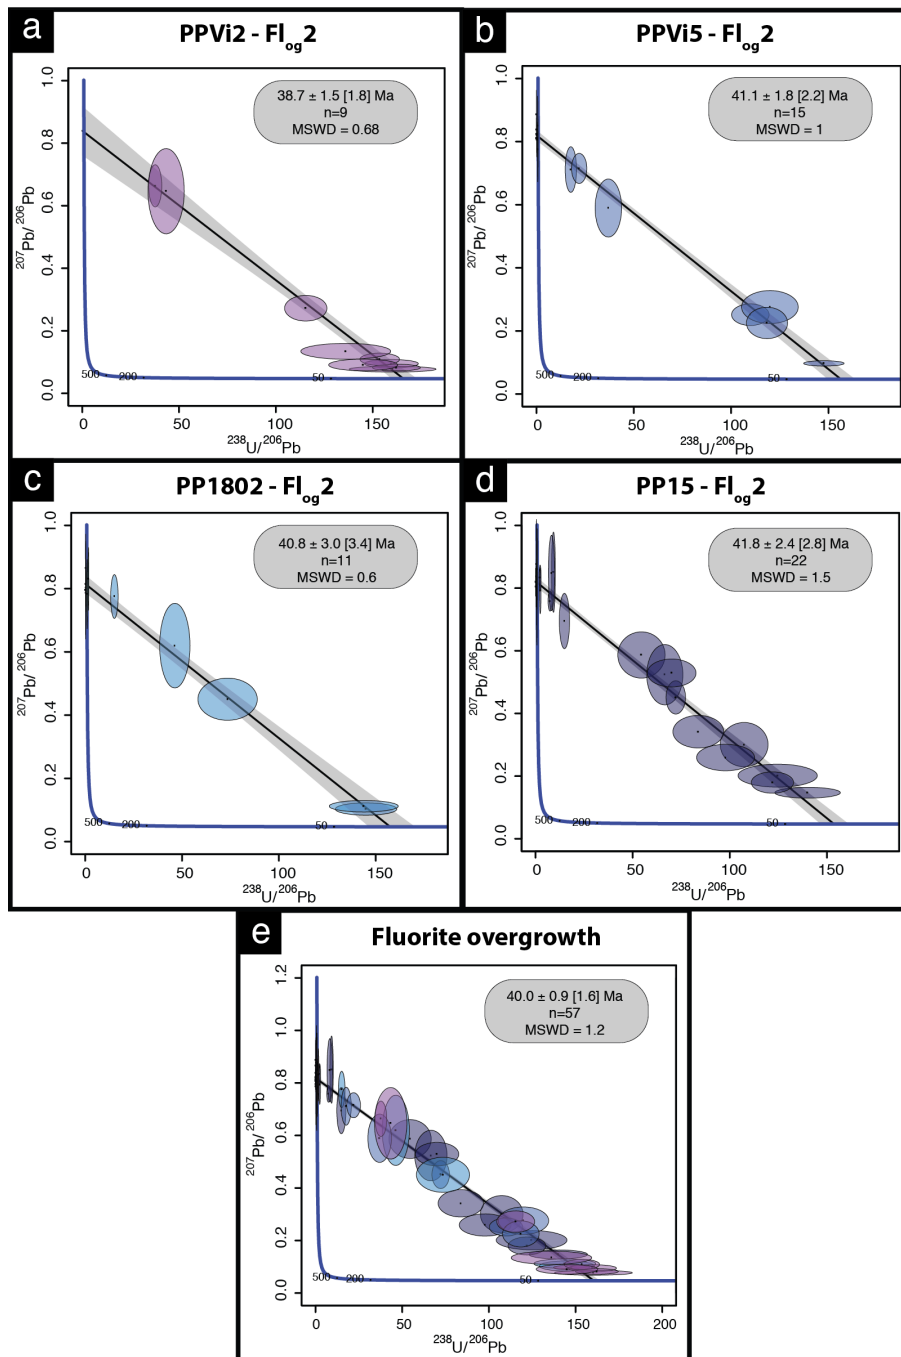 a
PPVi2 - Flog2
38.7 ± 1.5 [1.8] Ma
n=9
MSWD = 0.68
207Pb/ 206Pb
1.0
0.8
0.6
0.4
0.2
0.0
500
200
50
0 50 100 150
238U/206Pb
b
PPVi5 - Flog2
41.1 ± 1.8 [2.2] Ma
n=15
MSWD = 1
207Pb/ 206Pb
1.0
0.8
0.6
0.4
0.2
0.0
500
200
50
0 50 100 150
238U/206Pb
c
PP1802 - Flog2
40.8 ± 3.0 [3.4] Ma
n=11
MSWD = 0.6
207Pb/ 206Pb
1.0
0.8
0.6
0.4
0.2
0.0
500
200
50
0 50 100 150
238U/206Pb
d
PP15 - Flog2
41.8 ± 2.4 [2.8] Ma
n=22
MSWD = 1.5
207Pb/ 206Pb
1.0
0.8
0.6
0.4
0.2
0.0
500
200
50
0 50 100 150
238U/206Pb
e
Fluorite overgrowth
40.0 ± 0.9 [1.6] Ma
n=57
MSWD = 1.2
207Pb/ 206Pb
1.2
1.0
0.8
0.6
0.4
0.2
0.0
500
200
50
0 50 100 150 200
238U/206Pb